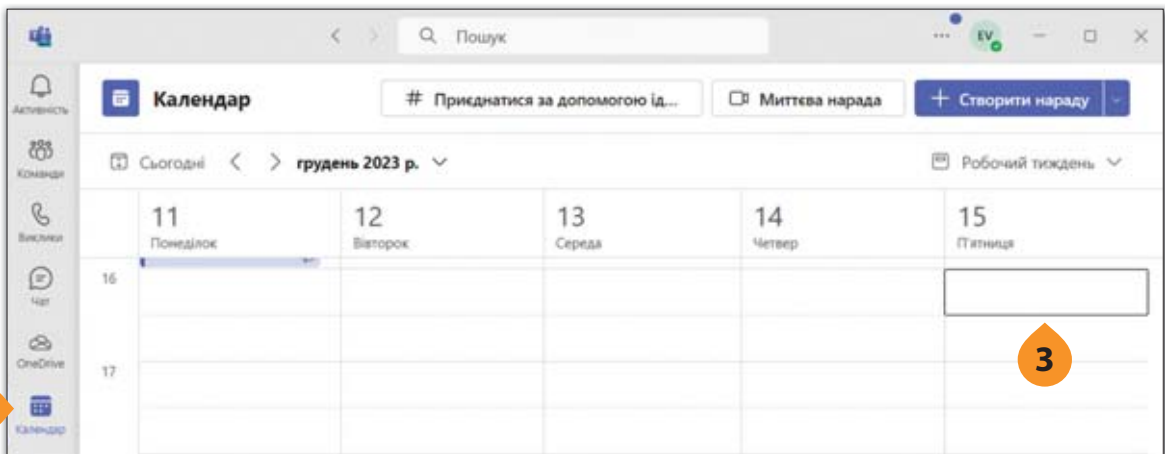 Пошук
... EV
Активність
Календар
# Приєднатися за допомогою ід...
Миттєва нарада
+ Створити нараду
Команди
Сьогодні < > грудень 2023 р.
Робочий тиждень
Виклики
11 12 13 14 15
Понеділок Вівторок Середа Четвер П'ятниця
Чат
16
OneDrive
17
3
Календар